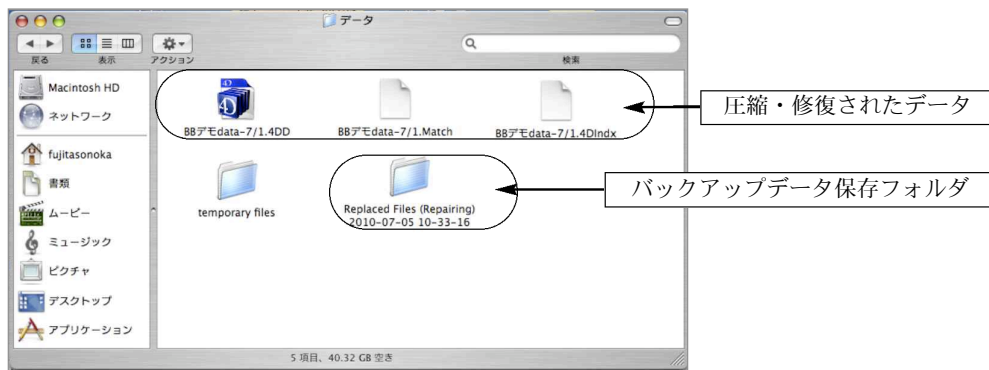 データ
戻る
表示
アクション
検索
Macintosh HD
ネットワーク
fujitasonoka
書類
ムービー
ミュージック
ピクチャ
デスクトップ
アプリケーション
4D
BBデモdata-7/1.4DD
BBデモdata-7/1.Match
BBデモdata-7/1.4DIndx
圧縮・修復されたデータ
temporary files
Replaced Files (Repairing)
2010-07-05 10-33-16
バックアップデータ保存フォルダ
5 項目、40.32 GB 空き